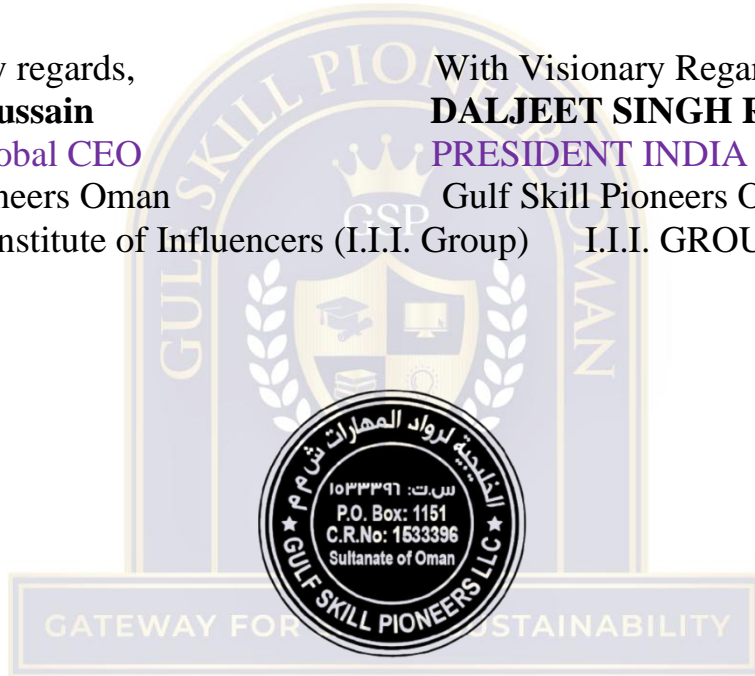 y regards, With Visionary Regar
ussain DALJEET SINGH R
obal CEO PRESIDENT INDIA
neers Oman Gulf Skill Pioneers O
nstitute of Influencers (I.I.I. Group) I.I.I. GROU
GULF SKILL PIONEERS OMAN
GSP
الخليجية لرواد المهارات ش م م
س.ت: ١٥٣٣٣٩٦
P.O. Box: 1151
C.R.No: 1533396
Sultanate of Oman
GULF SKILL PIONEERS LLC
GATEWAY FOR USTAINABILITY